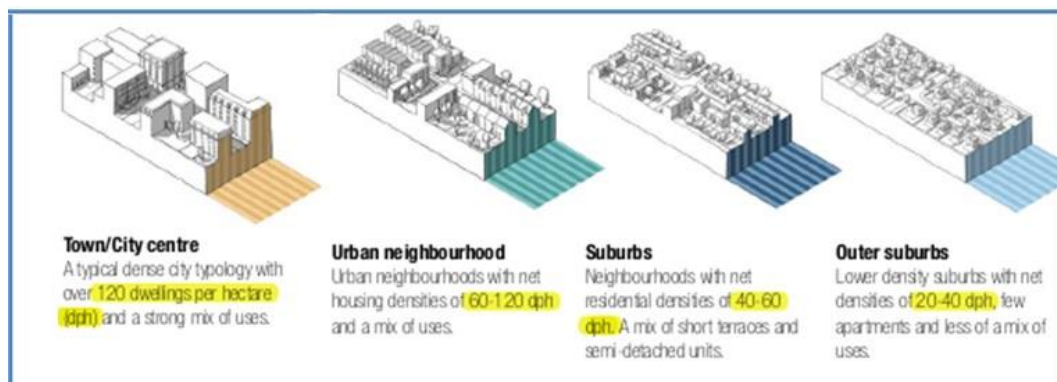 Town/City centre
A typical dense city typology with
over 120 dwellings per hectare
(dph) and a strong mix of uses.
Urban neighbourhood
Urban neighbourhoods with net
housing densities of 60-120 dph
and a mix of uses.
Suburbs
Neighbourhoods with net
residential densities of 40-60
dph. A mix of short terraces and
semi-detached units.
Outer suburbs
Lower density suburbs with net
densities of 20-40 dph, few
apartments and less of a mix of
uses.